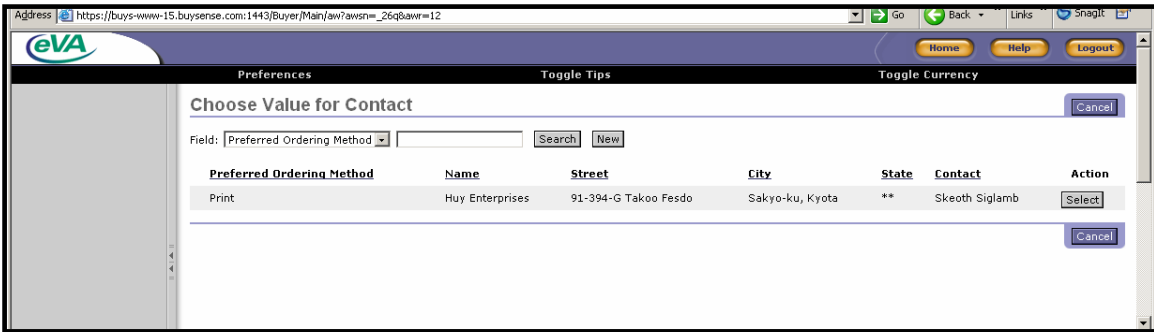 Address https://buys-www-15.buysense.com:1443/Buyer/Main/aw?awsn=_26q&awr=12 Go Back Links SnagIt
eVA Home Help Logout
Preferences Toggle Tips Toggle Currency
Choose Value for Contact Cancel
Field: Preferred Ordering Method Search New
Preferred Ordering Method Name Street City State Contact Action
Print Huy Enterprises 91-394-G Takoo Fesdo Sakyo-ku, Kyota ** Skeoth Siglamb Select
Cancel